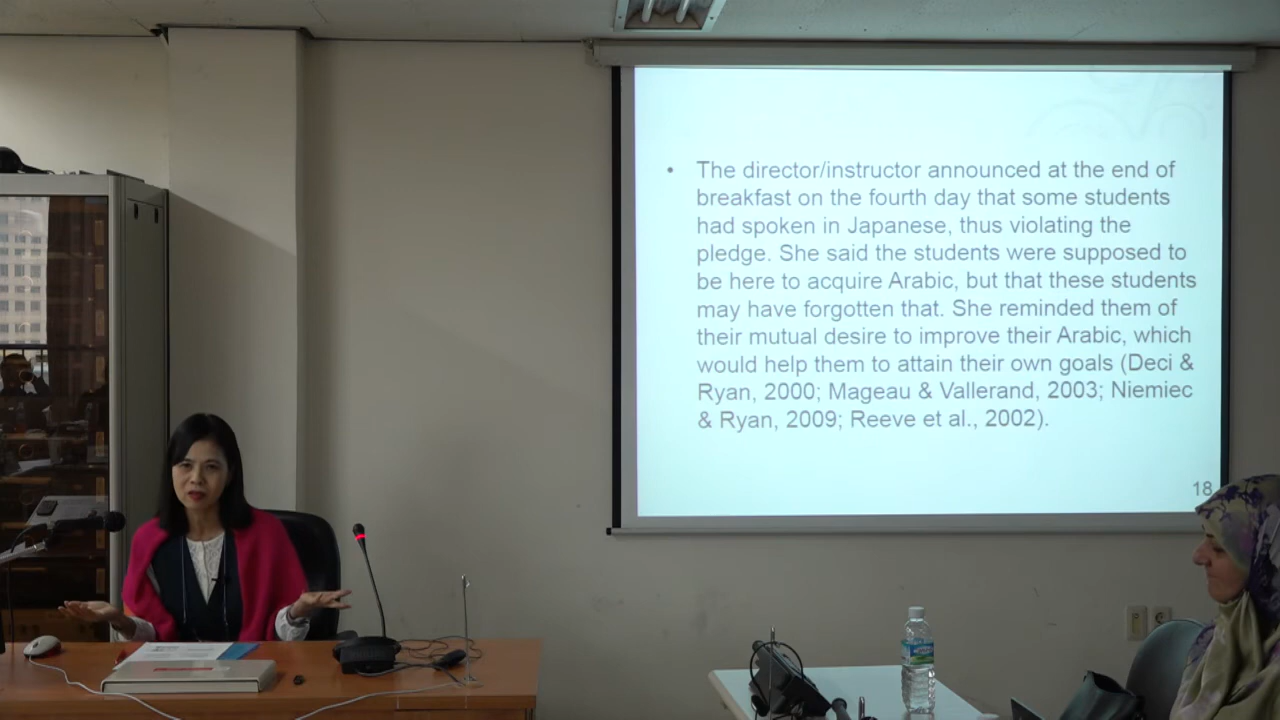 • The director/instructor announced at the end of
breakfast on the fourth day that some students
had spoken in Japanese, thus violating the
pledge. She said the students were supposed to
be here to acquire Arabic, but that these students
may have forgotten that. She reminded them of
their mutual desire to improve their Arabic, which
would help them to attain their own goals (Deci &
Ryan, 2000; Mageau & Vallerand, 2003; Niemiec
& Ryan, 2009; Reeve et al., 2002).
18